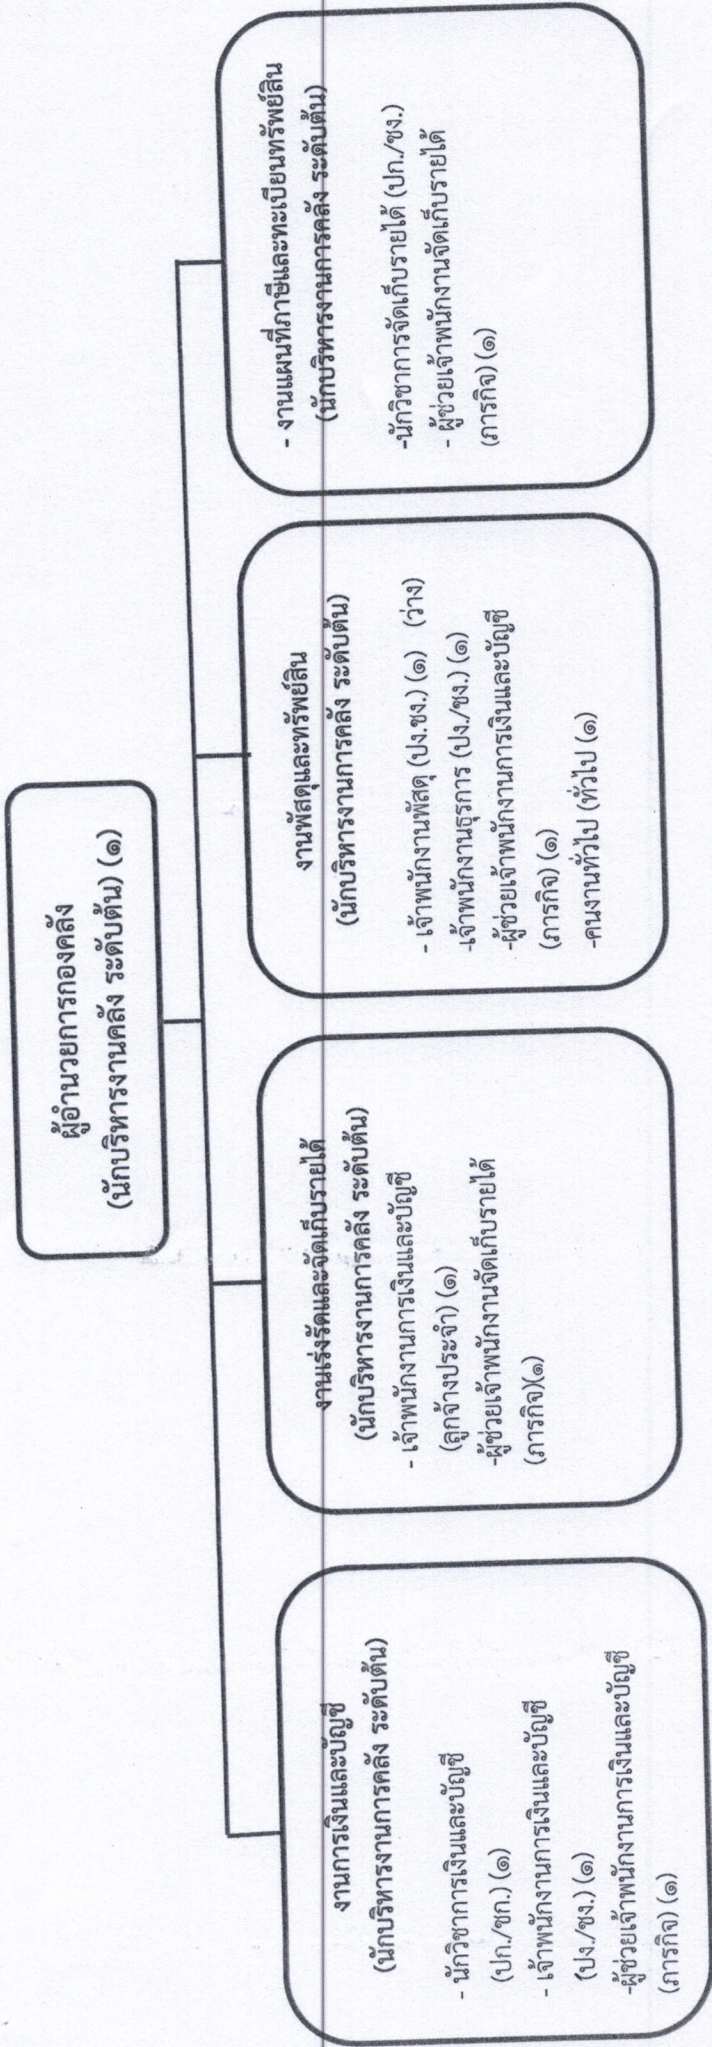 ผู้อำนวยการกองคลัง
(นักบริหารงานคลัง ระดับต้น) (๑)
งานการเงินและบัญชี
(นักบริหารงานการคลัง ระดับต้น)
- นักวิชาการเงินและบัญชี
(ปก./ชก.) (๑)
- เจ้าพนักงานการเงินและบัญชี
(ปง./ชง.) (๑)
-ผู้ช่วยเจ้าพนักงานการเงินและบัญชี
(ภารกิจ) (๑)
งานเร่งรัดและจัดเก็บรายได้
(นักบริหารงานการคลัง ระดับต้น)
- เจ้าพนักงานการเงินและบัญชี
(ลูกจ้างประจำ) (๑)
-ผู้ช่วยเจ้าพนักงานจัดเก็บรายได้
(ภารกิจ)(๑)
งานพัสดุและทรัพย์สิน
(นักบริหารงานการคลัง ระดับต้น)
- เจ้าพนักงานพัสดุ (ปง.ชง.) (๑) (ว่าง)
-เจ้าพนักงานธุรการ (ปง./ชง.) (๑)
-ผู้ช่วยเจ้าพนักงานการเงินและบัญชี
(ภารกิจ) (๑)
-คนงานทั่วไป (ทั่วไป (๑)
- งานแผนที่ภาษีและทะเบียนทรัพย์สิน
(นักบริหารงานการคลัง ระดับต้น)
-นักวิชาการจัดเก็บรายได้ (ปก./ชง.)
- ผู้ช่วยเจ้าพนักงานจัดเก็บรายได้
(ภารกิจ) (๑)